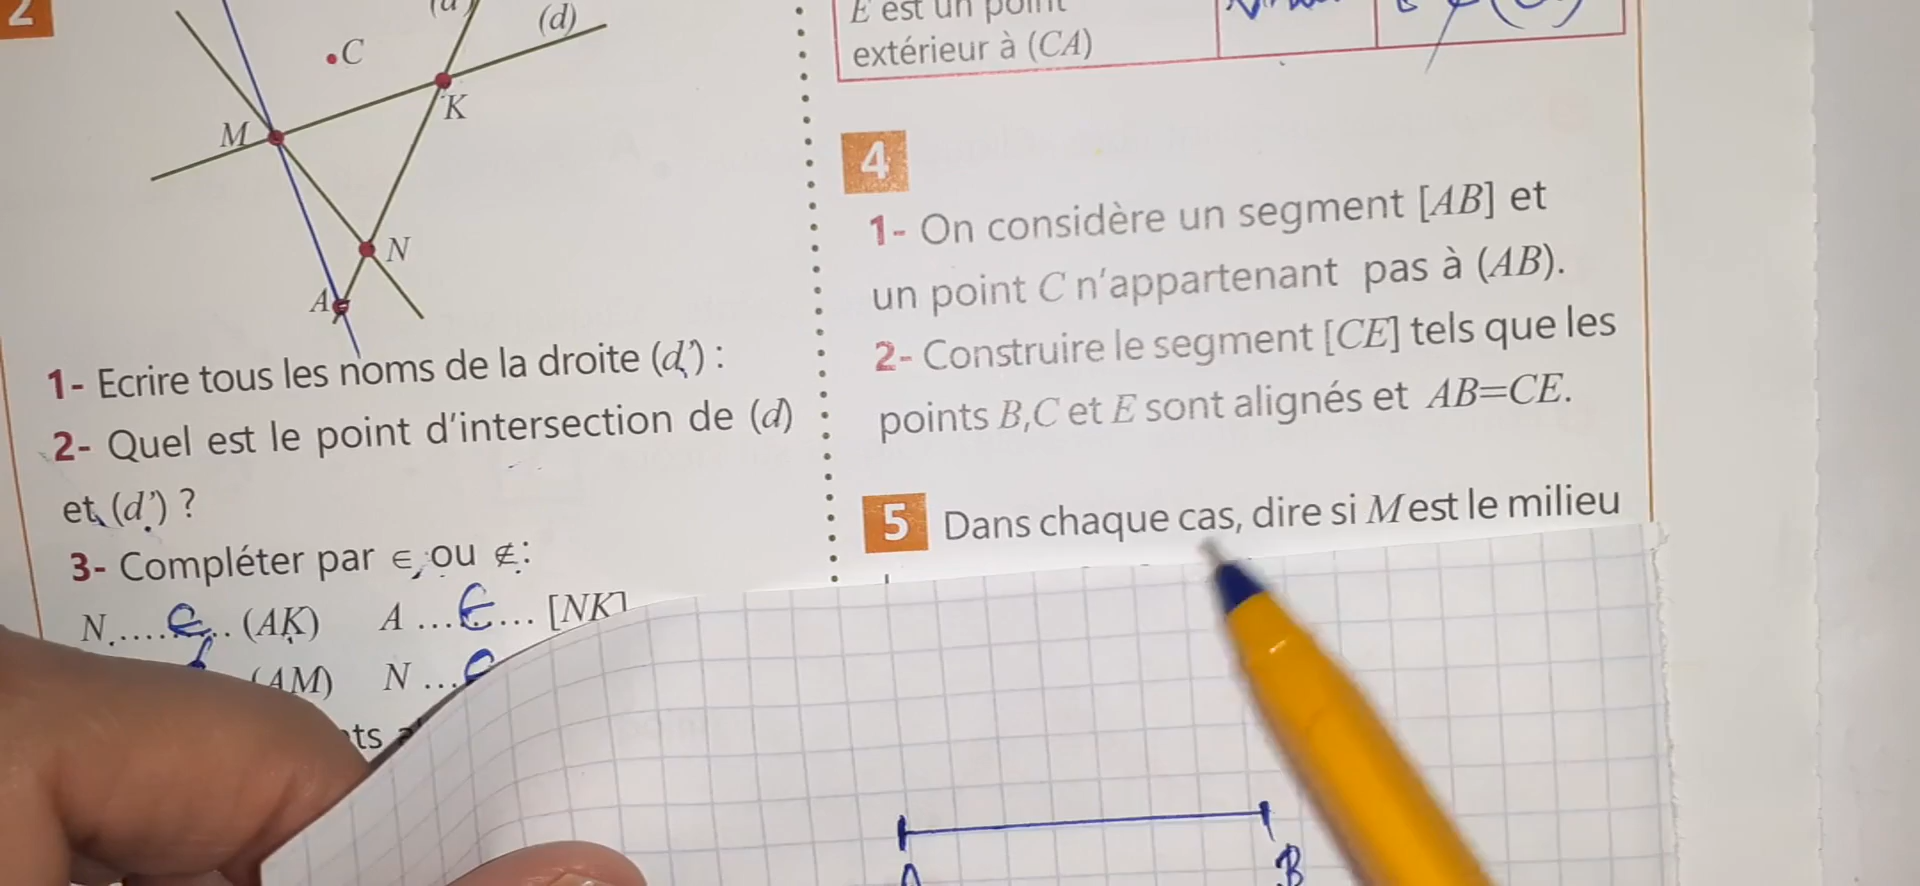 2
(d)
C
K
M
N
A
1- Ecrire tous les noms de la droite (d') :
2- Quel est le point d'intersection de (d)
et (d') ?
3- Compléter par ∈ ou ∉:
N.....∈... (AK) A ...∈... [NK]
(AM) N ...
E est un point
extérieur à (CA)
4
1- On considère un segment [AB] et
un point C n'appartenant pas à (AB).
2- Construire le segment [CE] tels que les
points B,C et E sont alignés et AB=CE.
5 Dans chaque cas, dire si M est le milieu
A B